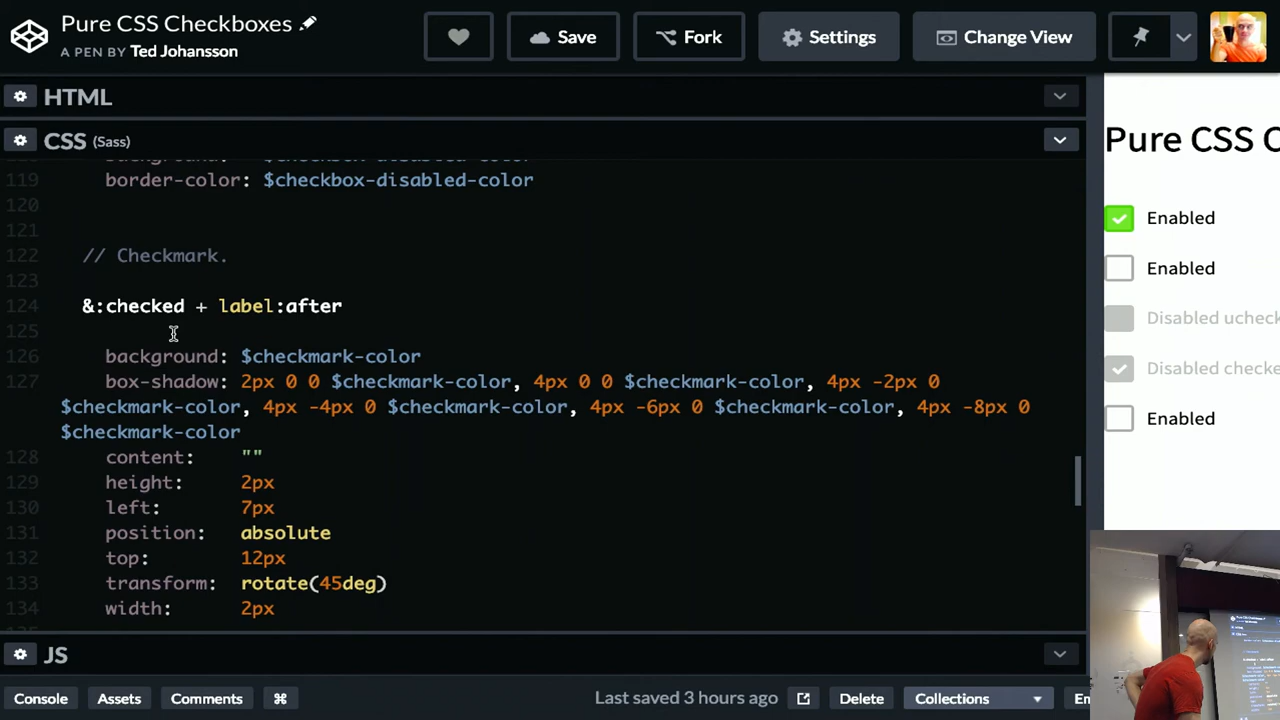 Pure CSS Checkboxes
A PEN BY Ted Johansson
Save
Fork
Settings
Change View
HTML
CSS (Sass)
119 border-color: $checkbox-disabled-color
120
121
122 // Checkmark.
123
124 &:checked + label:after
125
126 background: $checkmark-color
127 box-shadow: 2px 0 0 $checkmark-color, 4px 0 0 $checkmark-color, 4px -2px 0
$checkmark-color, 4px -4px 0 $checkmark-color, 4px -6px 0 $checkmark-color, 4px -8px 0
$checkmark-color
128 content: ""
129 height: 2px
130 left: 7px
131 position: absolute
132 top: 12px
133 transform: rotate(45deg)
134 width: 2px
JS
Console
Assets
Comments
⌘
Last saved 3 hours ago
Delete
Collections
Em
Pure CSS C
Enabled
Enabled
Disabled uchec
Disabled checke
Enabled